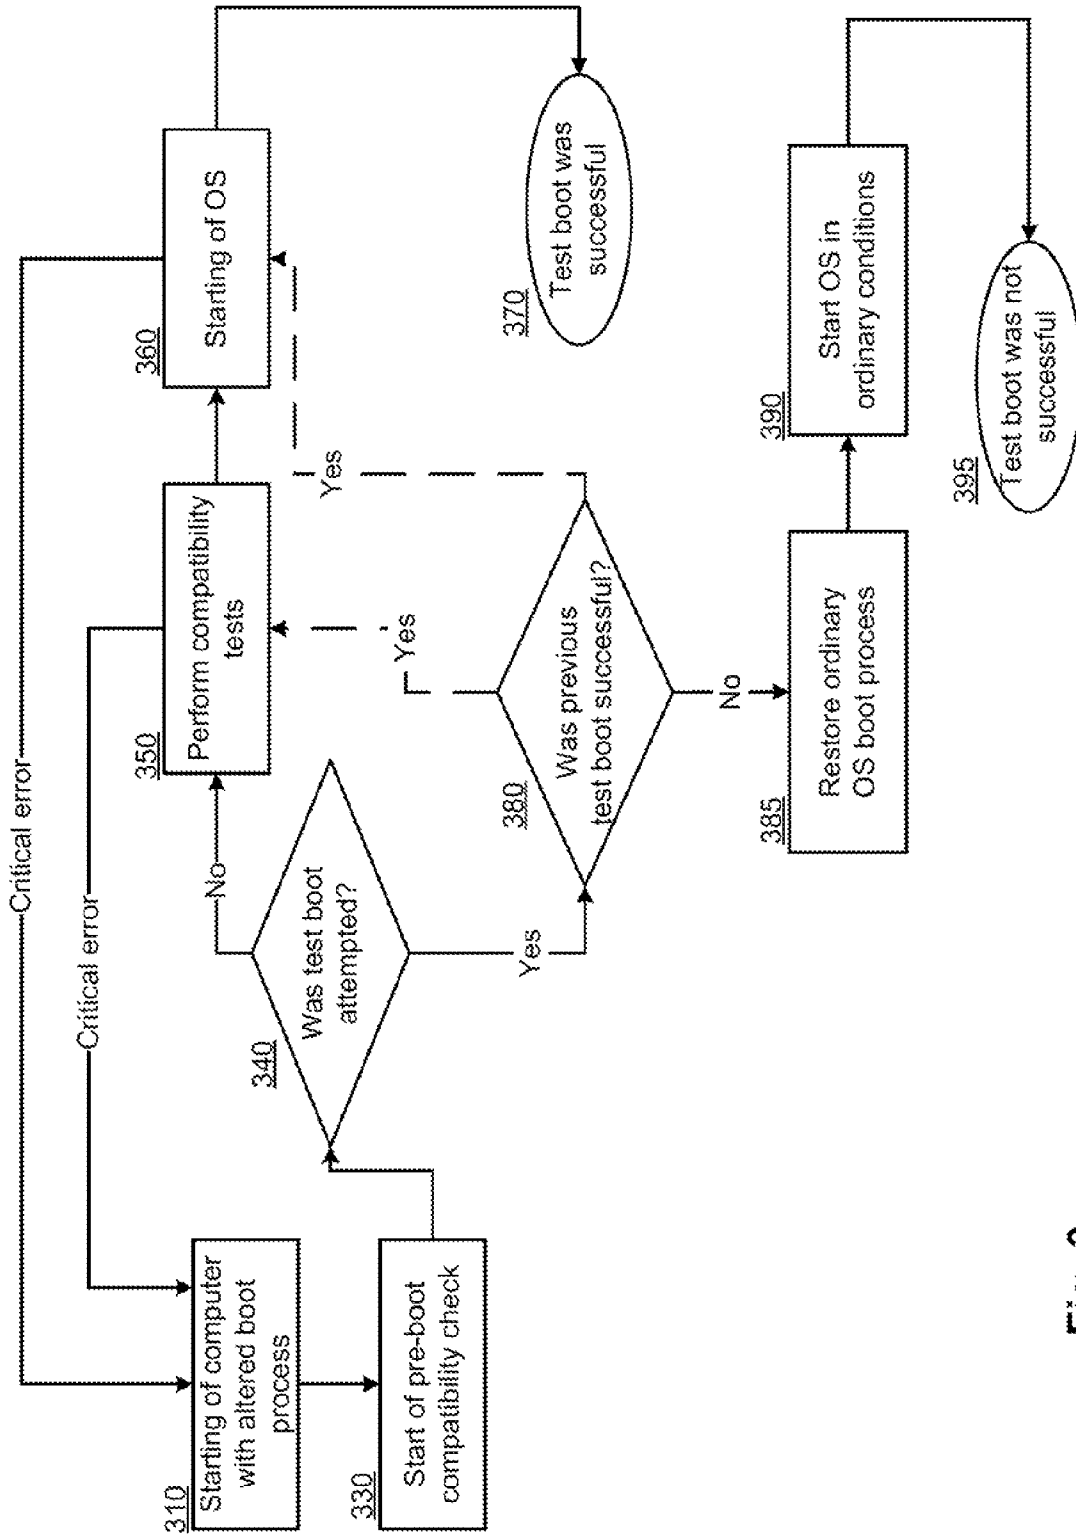 310
Starting of computer
with altered boot
process
330
Start of pre-boot
compatibility check
340
Was test boot
attempted?
No
Yes
350
Perform compatibility
tests
Critical error
360
Starting of OS
Critical error
370
Test boot was
successful
380
Was previous
test boot successful?
Yes
Yes
No
385
Restore ordinary
OS boot process
390
Start OS in
ordinary conditions
395
Test boot was not
successful